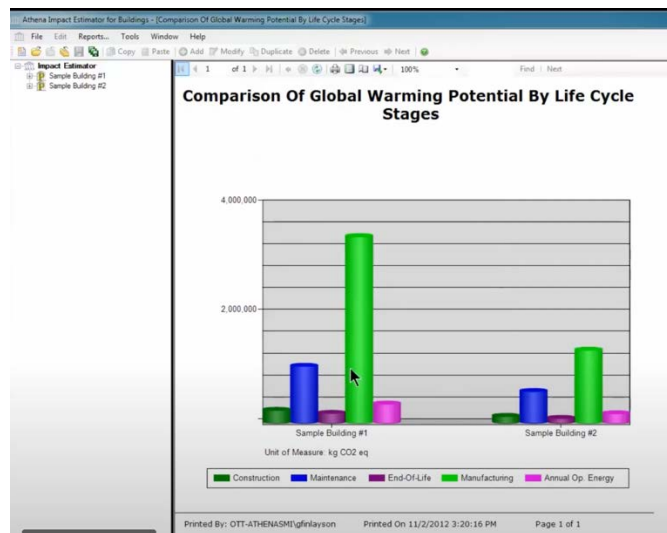 Athena Impact Estimator for Buildings - [Comparison Of Global Warming Potential By Life Cycle Stages]
File Edit Reports... Tools Window Help
Copy Paste Add Modify Duplicate Delete Previous Next
Impact Estimator
Sample Building #1
Sample Building #2
1 of 1 100% Find | Next
Comparison Of Global Warming Potential By Life Cycle
Stages
4,000,000
2,000,000
Sample Building #1 Sample Building #2
Unit of Measure: kg CO2 eq
Construction Maintenance End-Of-Life Manufacturing Annual Op. Energy
Printed By: OTT-ATHENASMI\gfinlayson Printed On 11/2/2012 3:20:16 PM Page 1 of 1